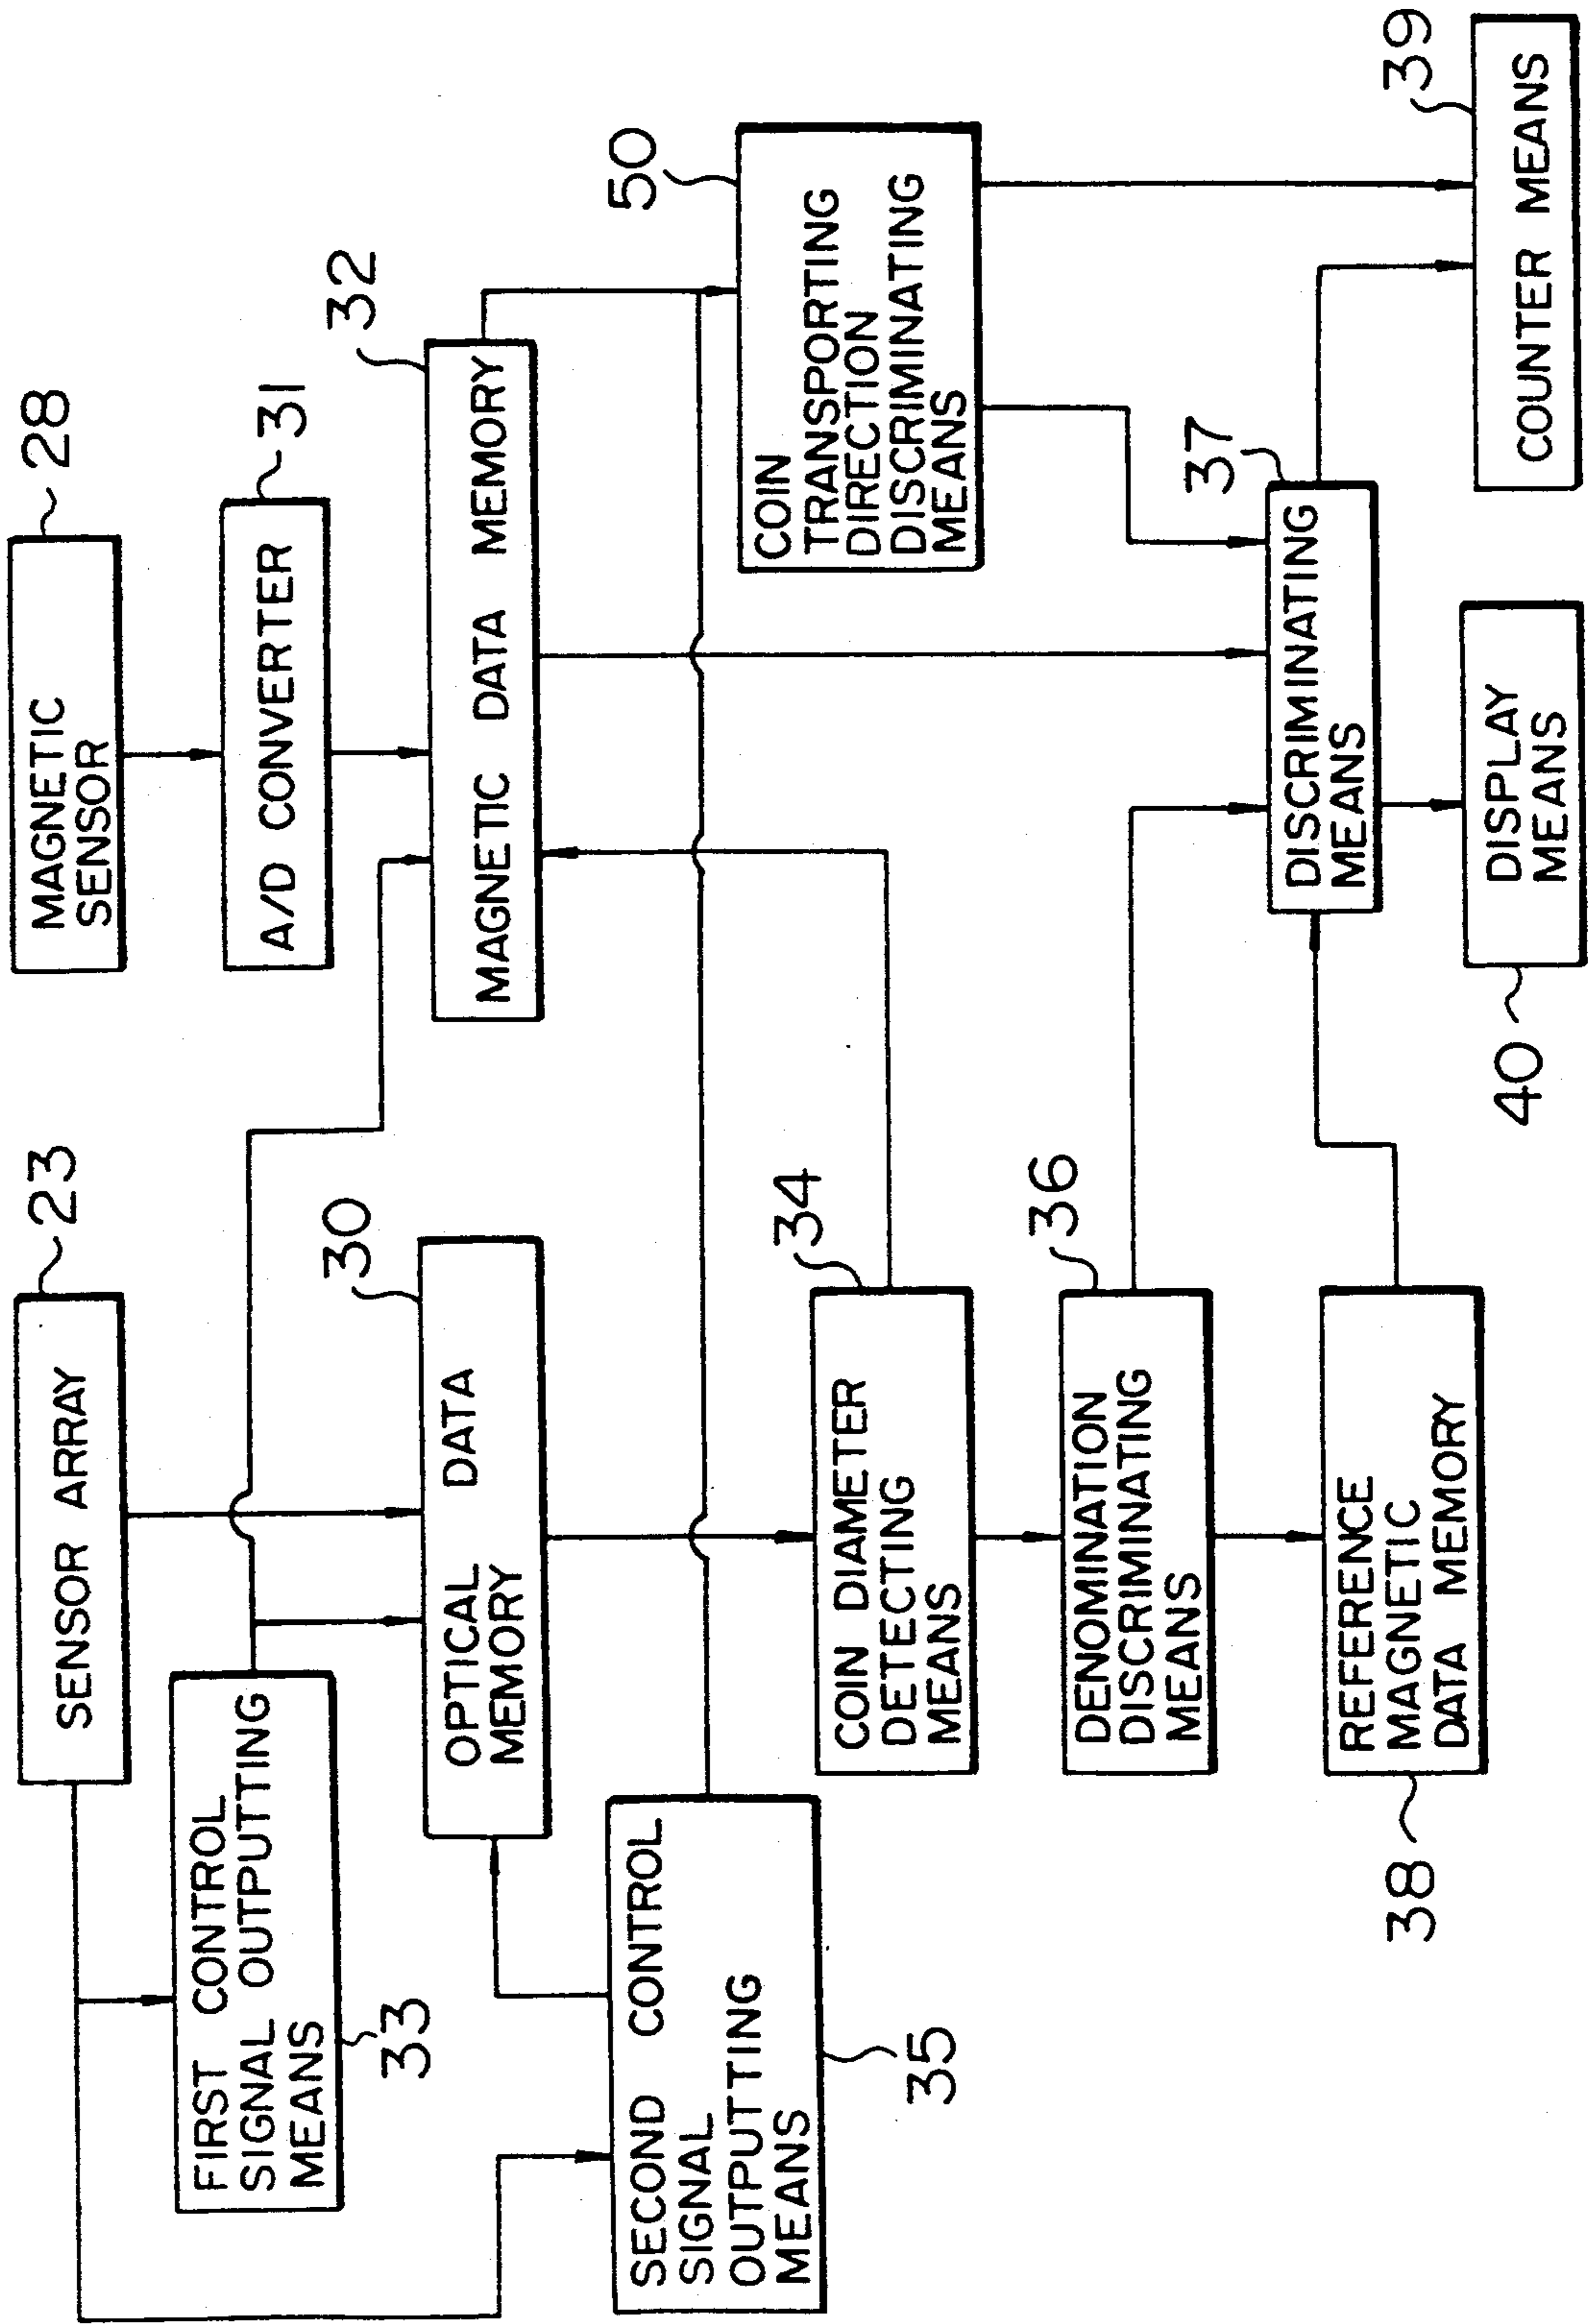 SENSOR ARRAY
23
MAGNETIC
SENSOR
28
FIRST CONTROL
SIGNAL OUTPUTTING
MEANS
33
A/D CONVERTER
31
OPTICAL DATA
MEMORY
30
MAGNETIC DATA MEMORY
32
SECOND CONTROL
SIGNAL
OUTPUTTING
MEANS
35
COIN
TRANSPORTING
DIRECTION
DISCRIMINATING
MEANS
50
COIN DIAMETER
DETECTING
MEANS
34
DENOMINATION
DISCRIMINATING
MEANS
36
REFERENCE
MAGNETIC
DATA MEMORY
38
DISCRIMINATING
MEANS
37
DISPLAY
MEANS
40
COUNTER MEANS
39